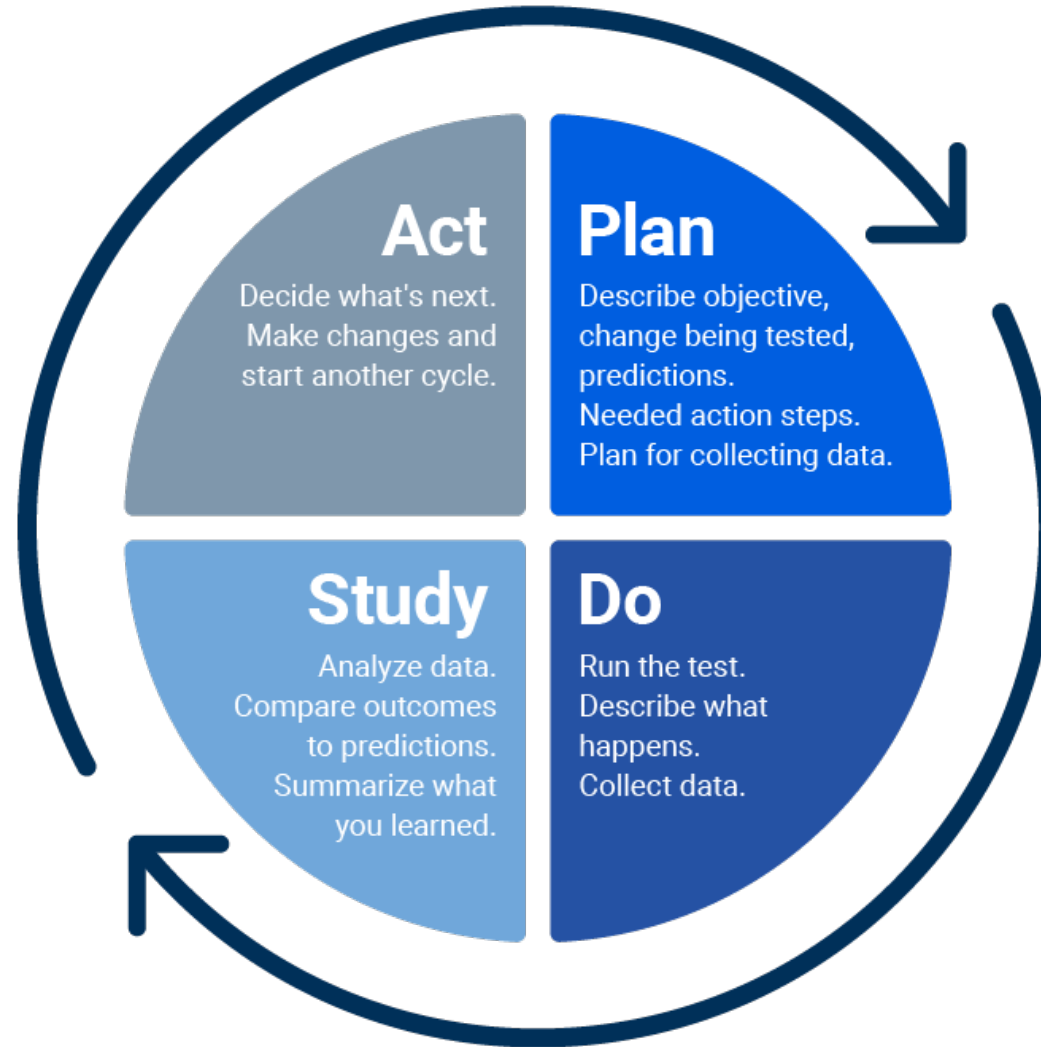 Act
Decide what's next.
Make changes and
start another cycle.
Plan
Describe objective,
change being tested,
predictions.
Needed action steps.
Plan for collecting data.
Study
Analyze data.
Compare outcomes
to predictions.
Summarize what
you learned.
Do
Run the test.
Describe what
happens.
Collect data.